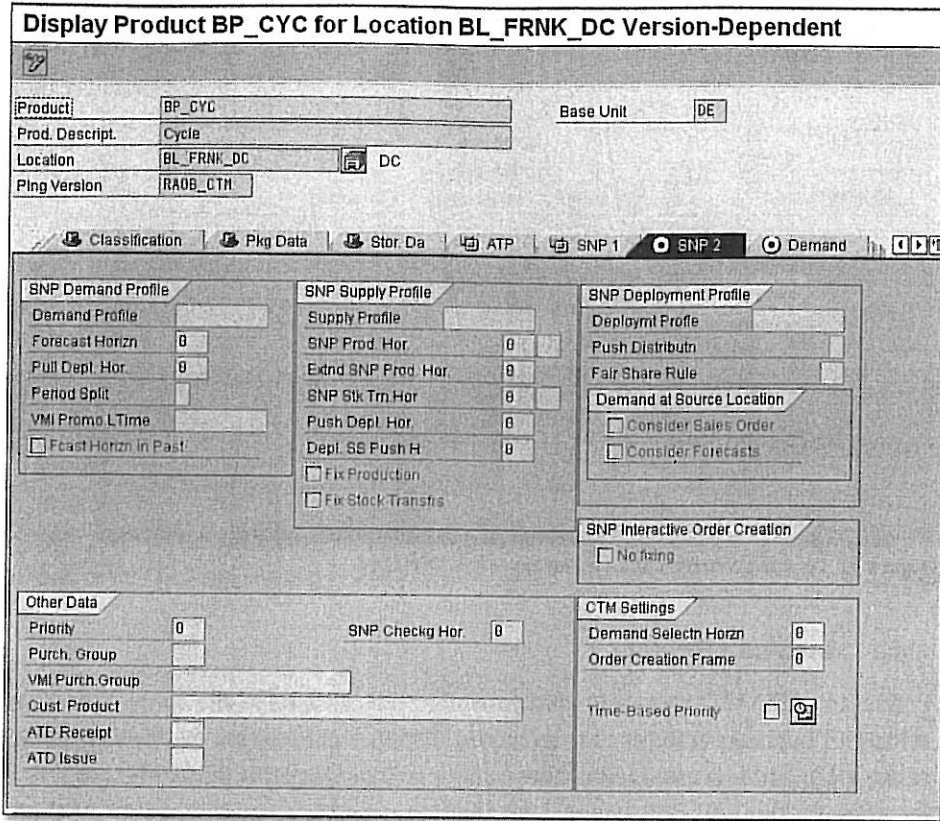 Display Product BP_CYC for Location BL_FRNK_DC Version-Dependent
Product BP_CYC Base Unit DE
Prod. Descript. Cycle
Location BL_FRNK_DC DC
Plng Version RAOB_CTM
Classification Pkg Data Stor. Da ATP SNP 1 SNP 2 Demand
SNP Demand Profile
Demand Profile
Forecast Horizn 0
Pull Depl. Hor. 0
Period Split
VMI Promo.LTime
Fcast Horizn in Past
SNP Supply Profile
Supply Profile
SNP Prod. Hor. 0
Extnd SNP Prod. Hor. 0
SNP Stk Trn Hor 0
Push Depl. Hor. 0
Depl. SS Push H 0
Fix Production
Fix Stock Transfrs
SNP Deployment Profile
Deploymt Profle
Push Distributn
Fair Share Rule
Demand at Source Location
Consider Sales Order
Consider Forecasts
SNP Interactive Order Creation
No fixing
Other Data
Priority 0 SNP Checkg Hor. 0
Purch. Group
VMI Purch.Group
Cust. Product
ATD Receipt
ATD Issue
CTM Settings
Demand Selectn Horzn 0
Order Creation Frame 0
Time-Based Priority